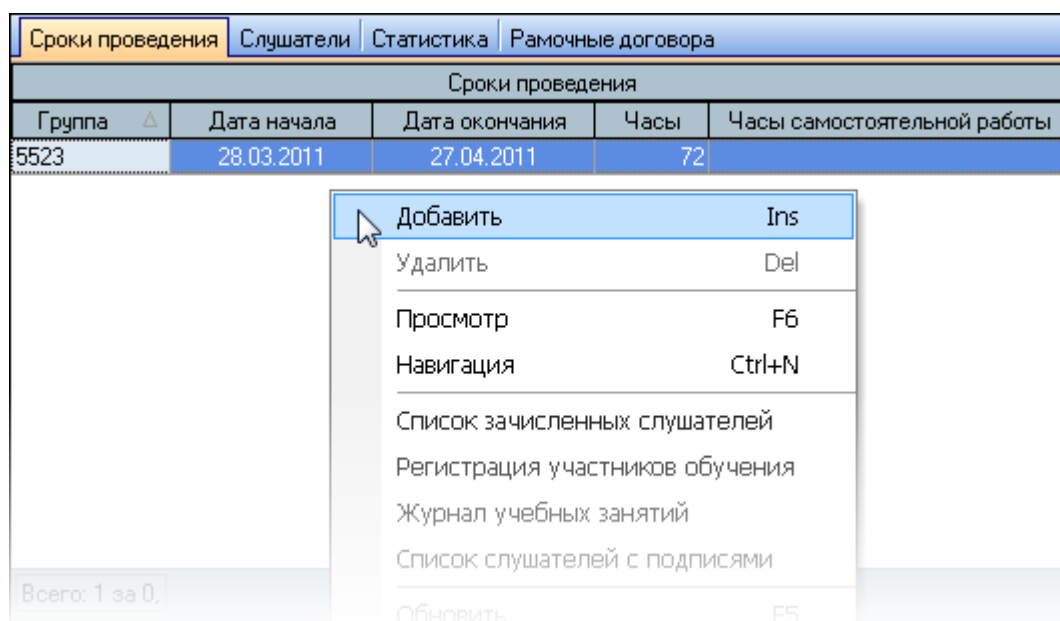 Сроки проведения Слушатели Статистика Рамочные договора
Сроки проведения
Группа Дата начала Дата окончания Часы Часы самостоятельной работы
5523 28.03.2011 27.04.2011 72
Добавить Ins
Удалить Del
Просмотр F6
Навигация Ctrl+N
Список зачисленных слушателей
Регистрация участников обучения
Журнал учебных занятий
Список слушателей с подписями
Всего: 1 за 0,
Обновить F5